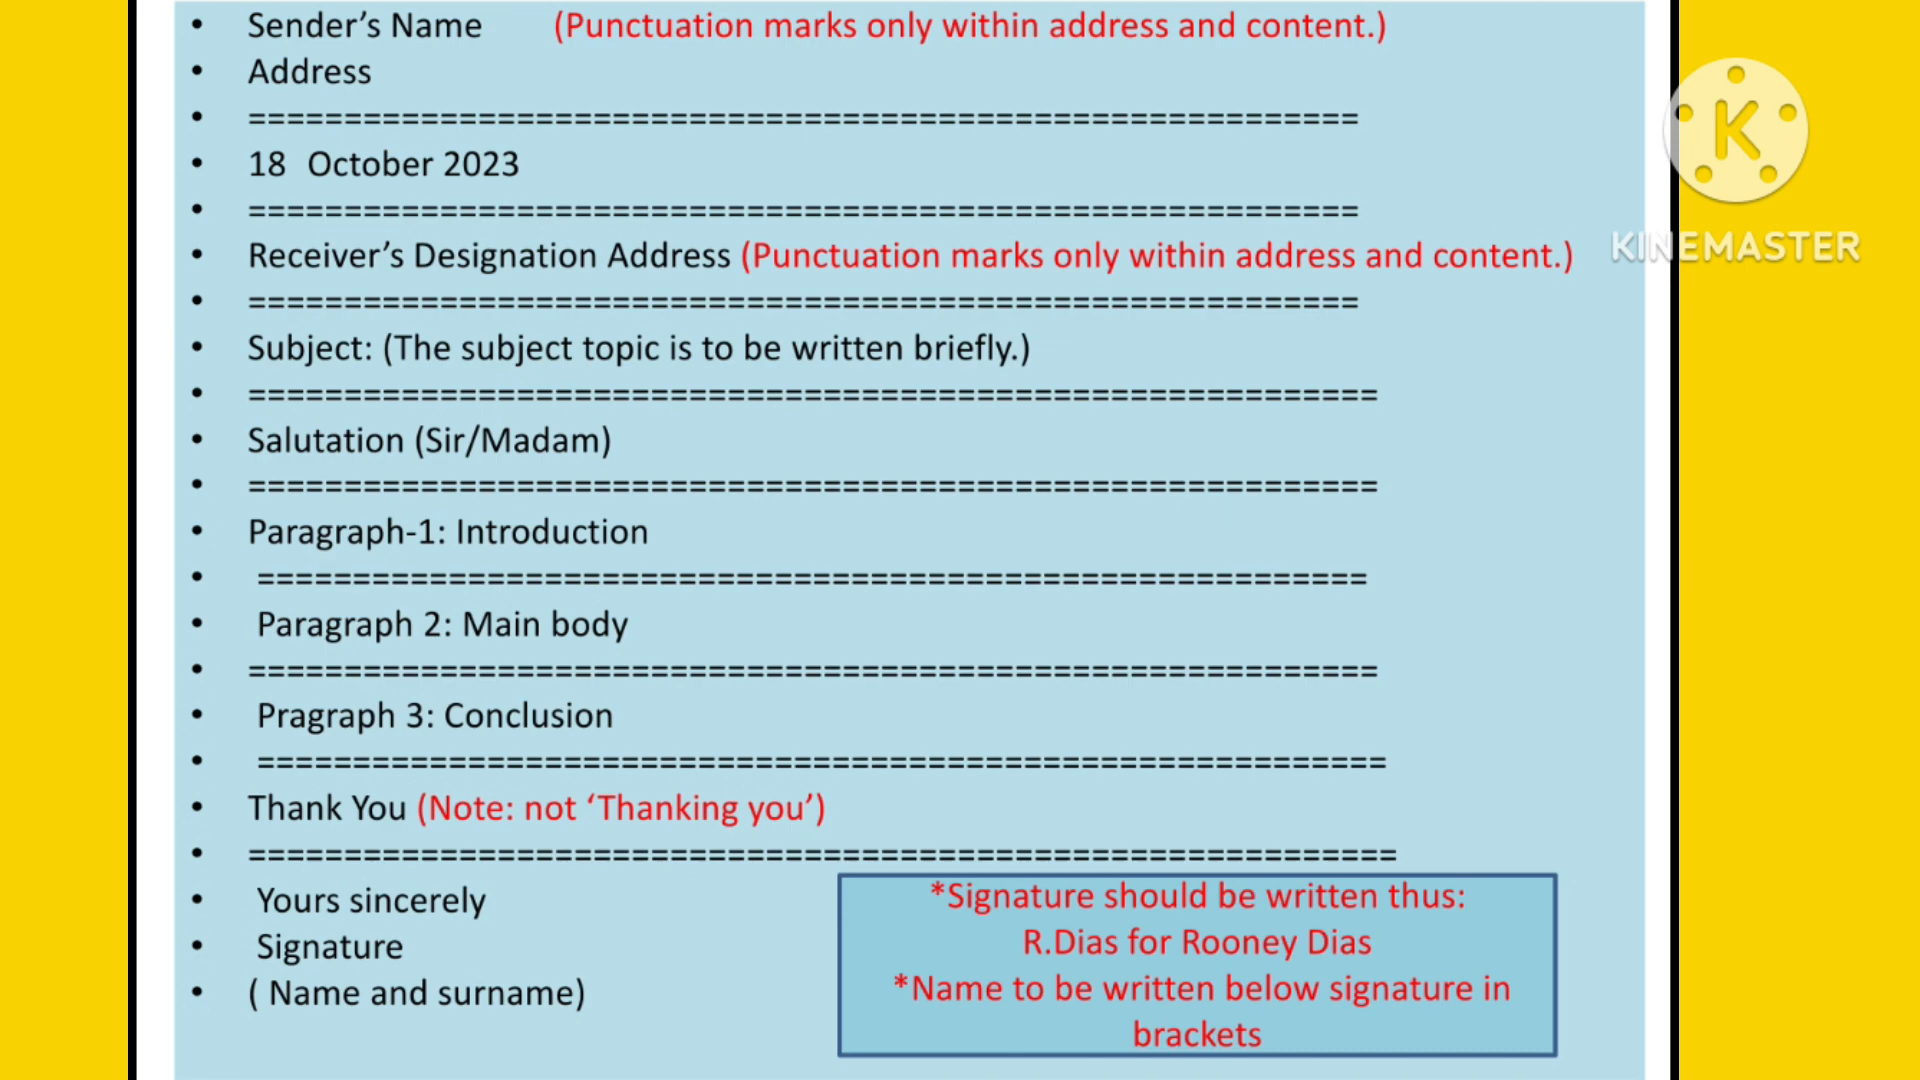 • Sender’s Name (Punctuation marks only within address and content.)
• Address
• ==========================================================
• 18 October 2023
• ==========================================================
• Receiver’s Designation Address (Punctuation marks only within address and content.)
• ==========================================================
• Subject: (The subject topic is to be written briefly.)
• ===========================================================
• Salutation (Sir/Madam)
• ===========================================================
• Paragraph-1: Introduction
• ==========================================================
• Paragraph 2: Main body
• ===========================================================
• Pragraph 3: Conclusion
• ===========================================================
• Thank You (Note: not ‘Thanking you’)
• ============================================================
• Yours sincerely
• Signature
• ( Name and surname)
*Signature should be written thus:
R.Dias for Rooney Dias
*Name to be written below signature in
brackets
K
KINEMASTER